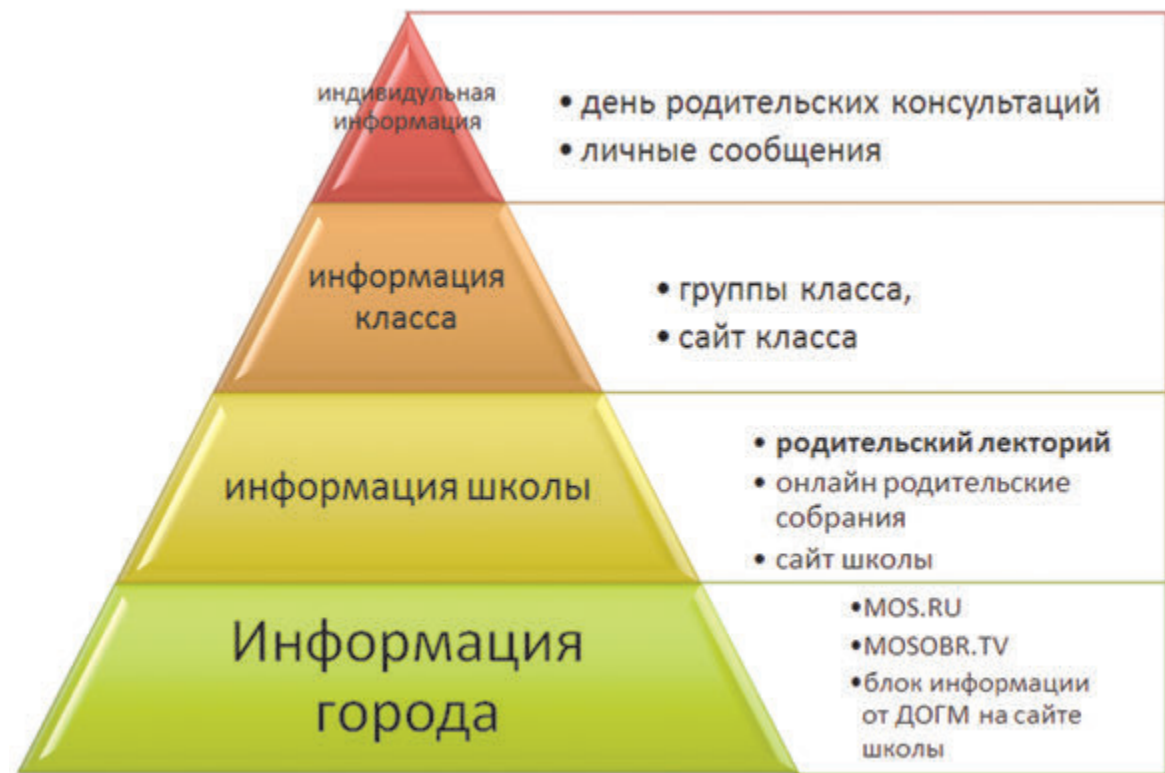 индивидульная
информация
• день родительских консультаций
• личные сообщения
информация
класса
• группы класса,
• сайт класса
информация школы
• родительский лекторий
• онлайн родительские
собрания
• сайт школы
Информация
города
•MOS.RU
•MOSOBR.TV
•блок информации
от ДОГМ на сайте
школы